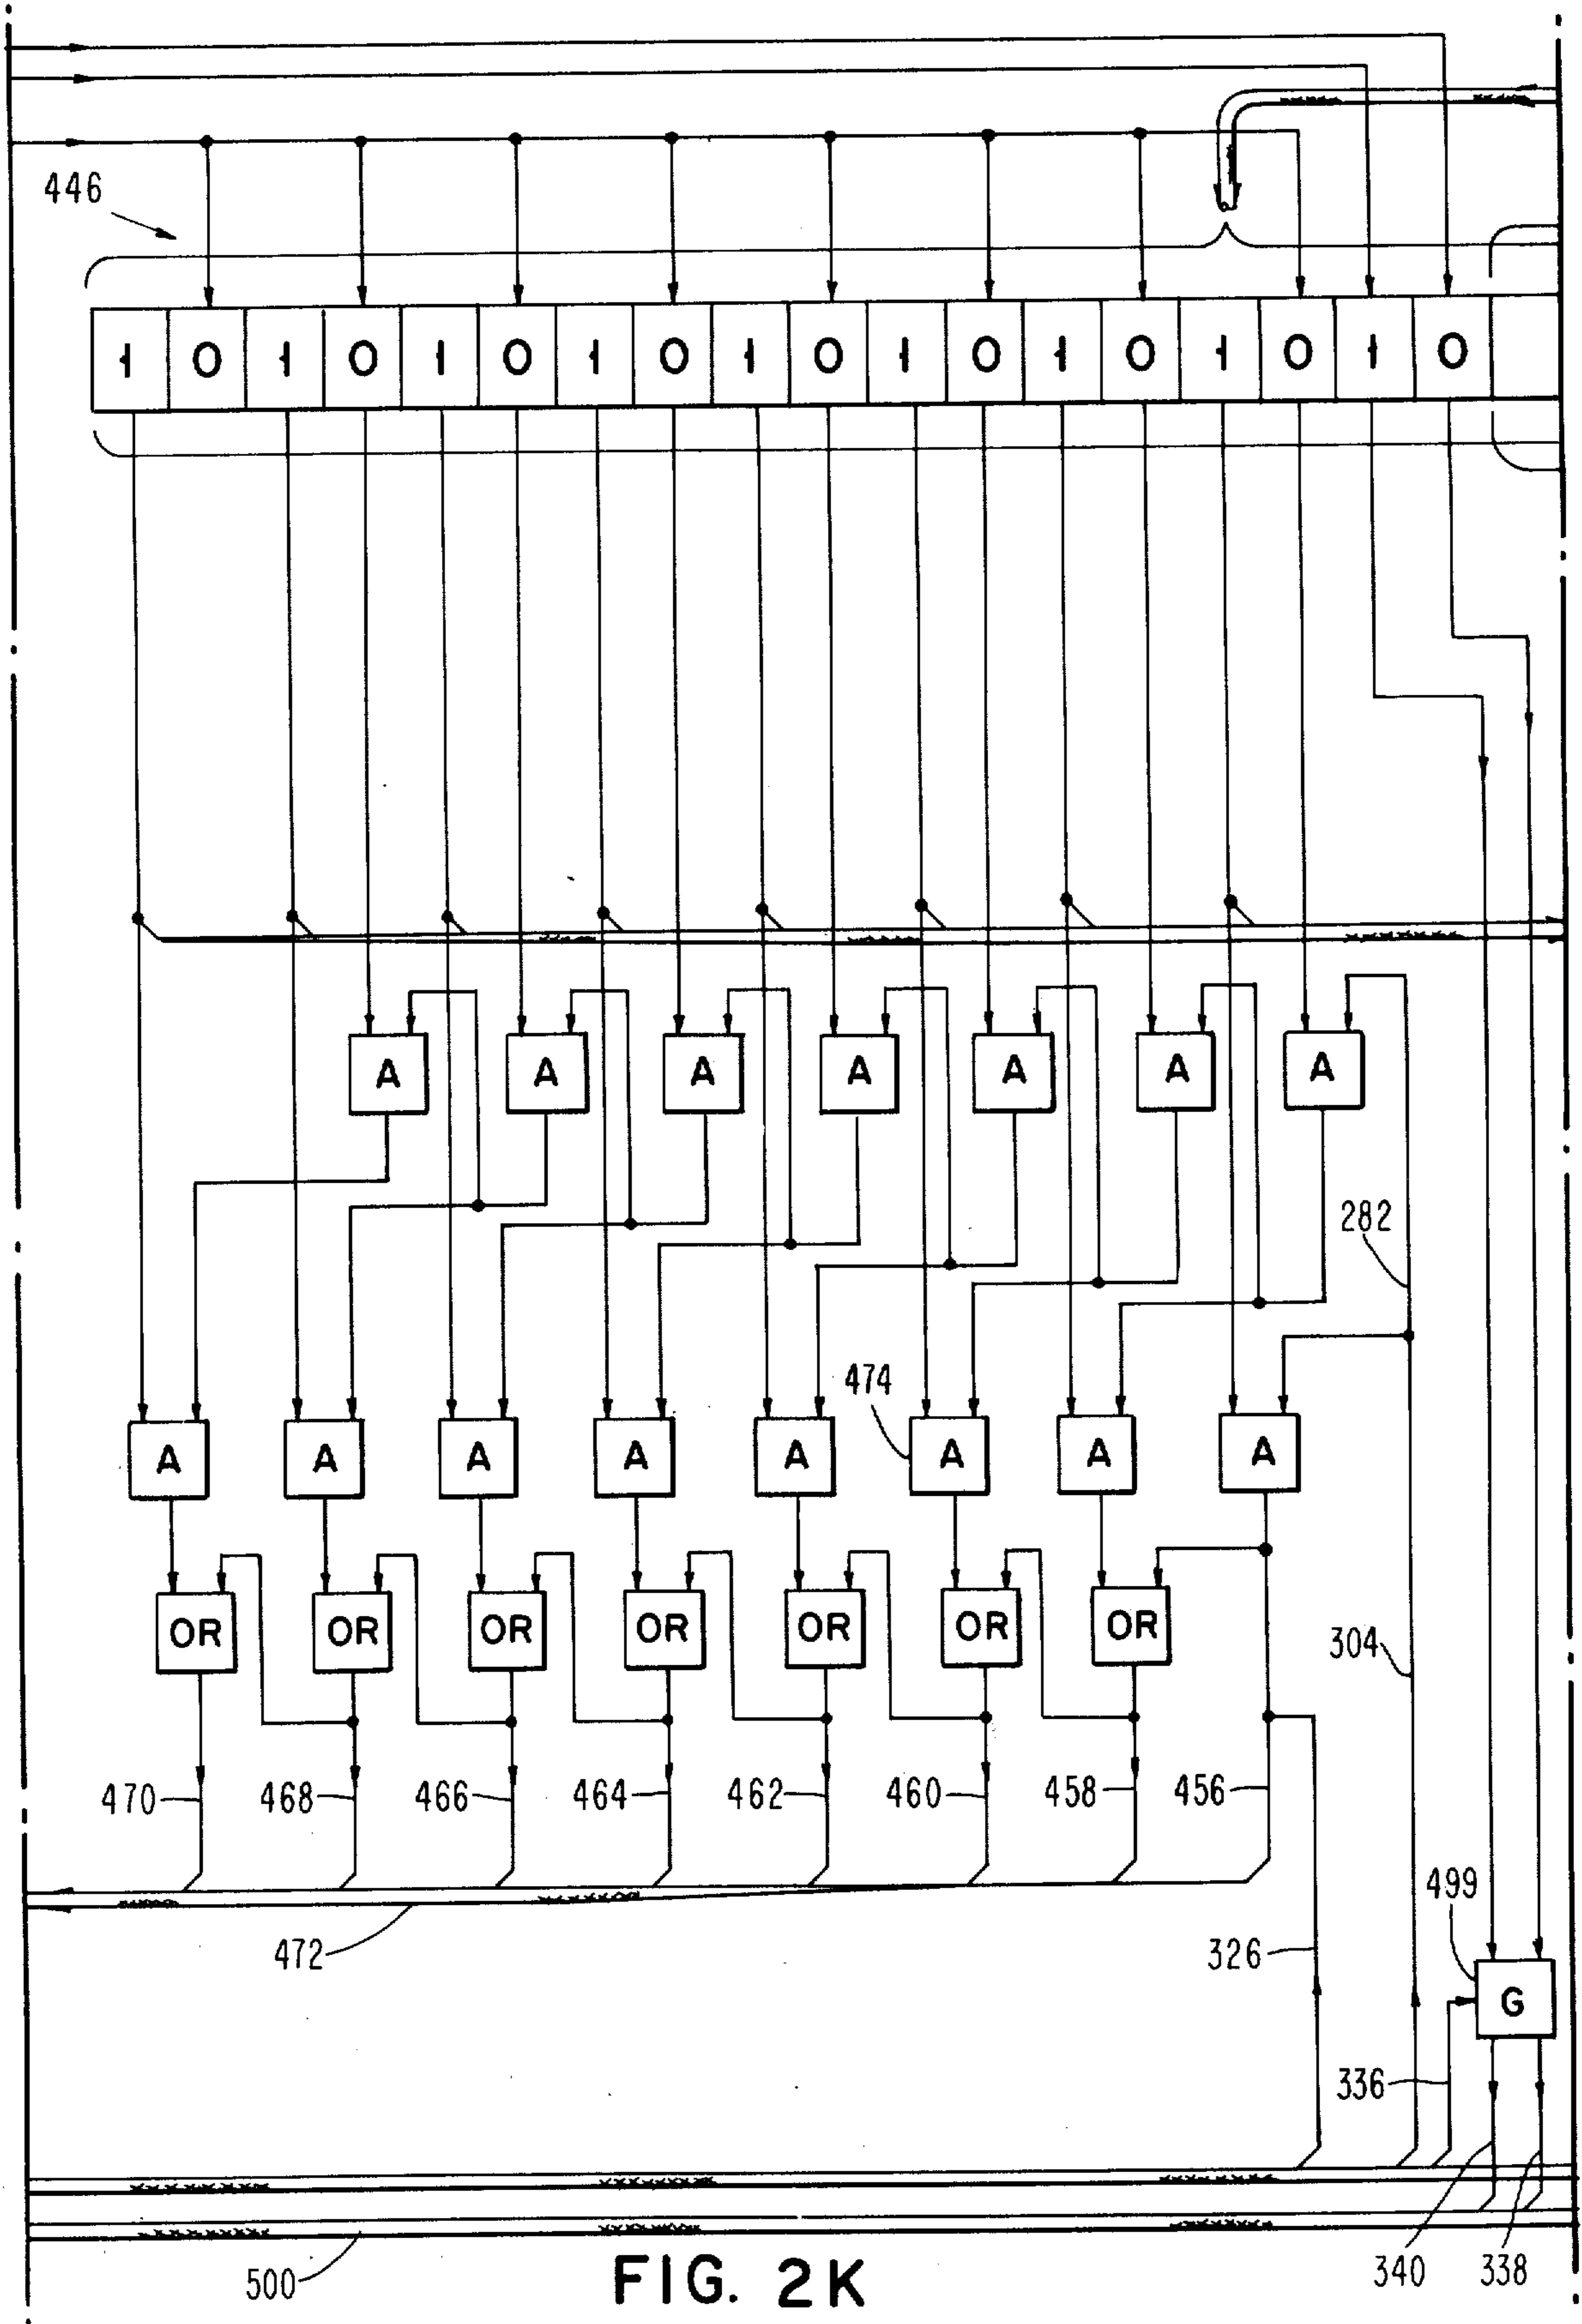 446
1 0 1 0 1 0 1 0 1 0 1 0 1 0 1 0 1 0
A A A A A A A
282
474
A A A A A A A A
OR OR OR OR OR OR OR
304
470 468 466 464 462 460 458 456
499
472 326
G
336
500 340 338
FIG. 2K